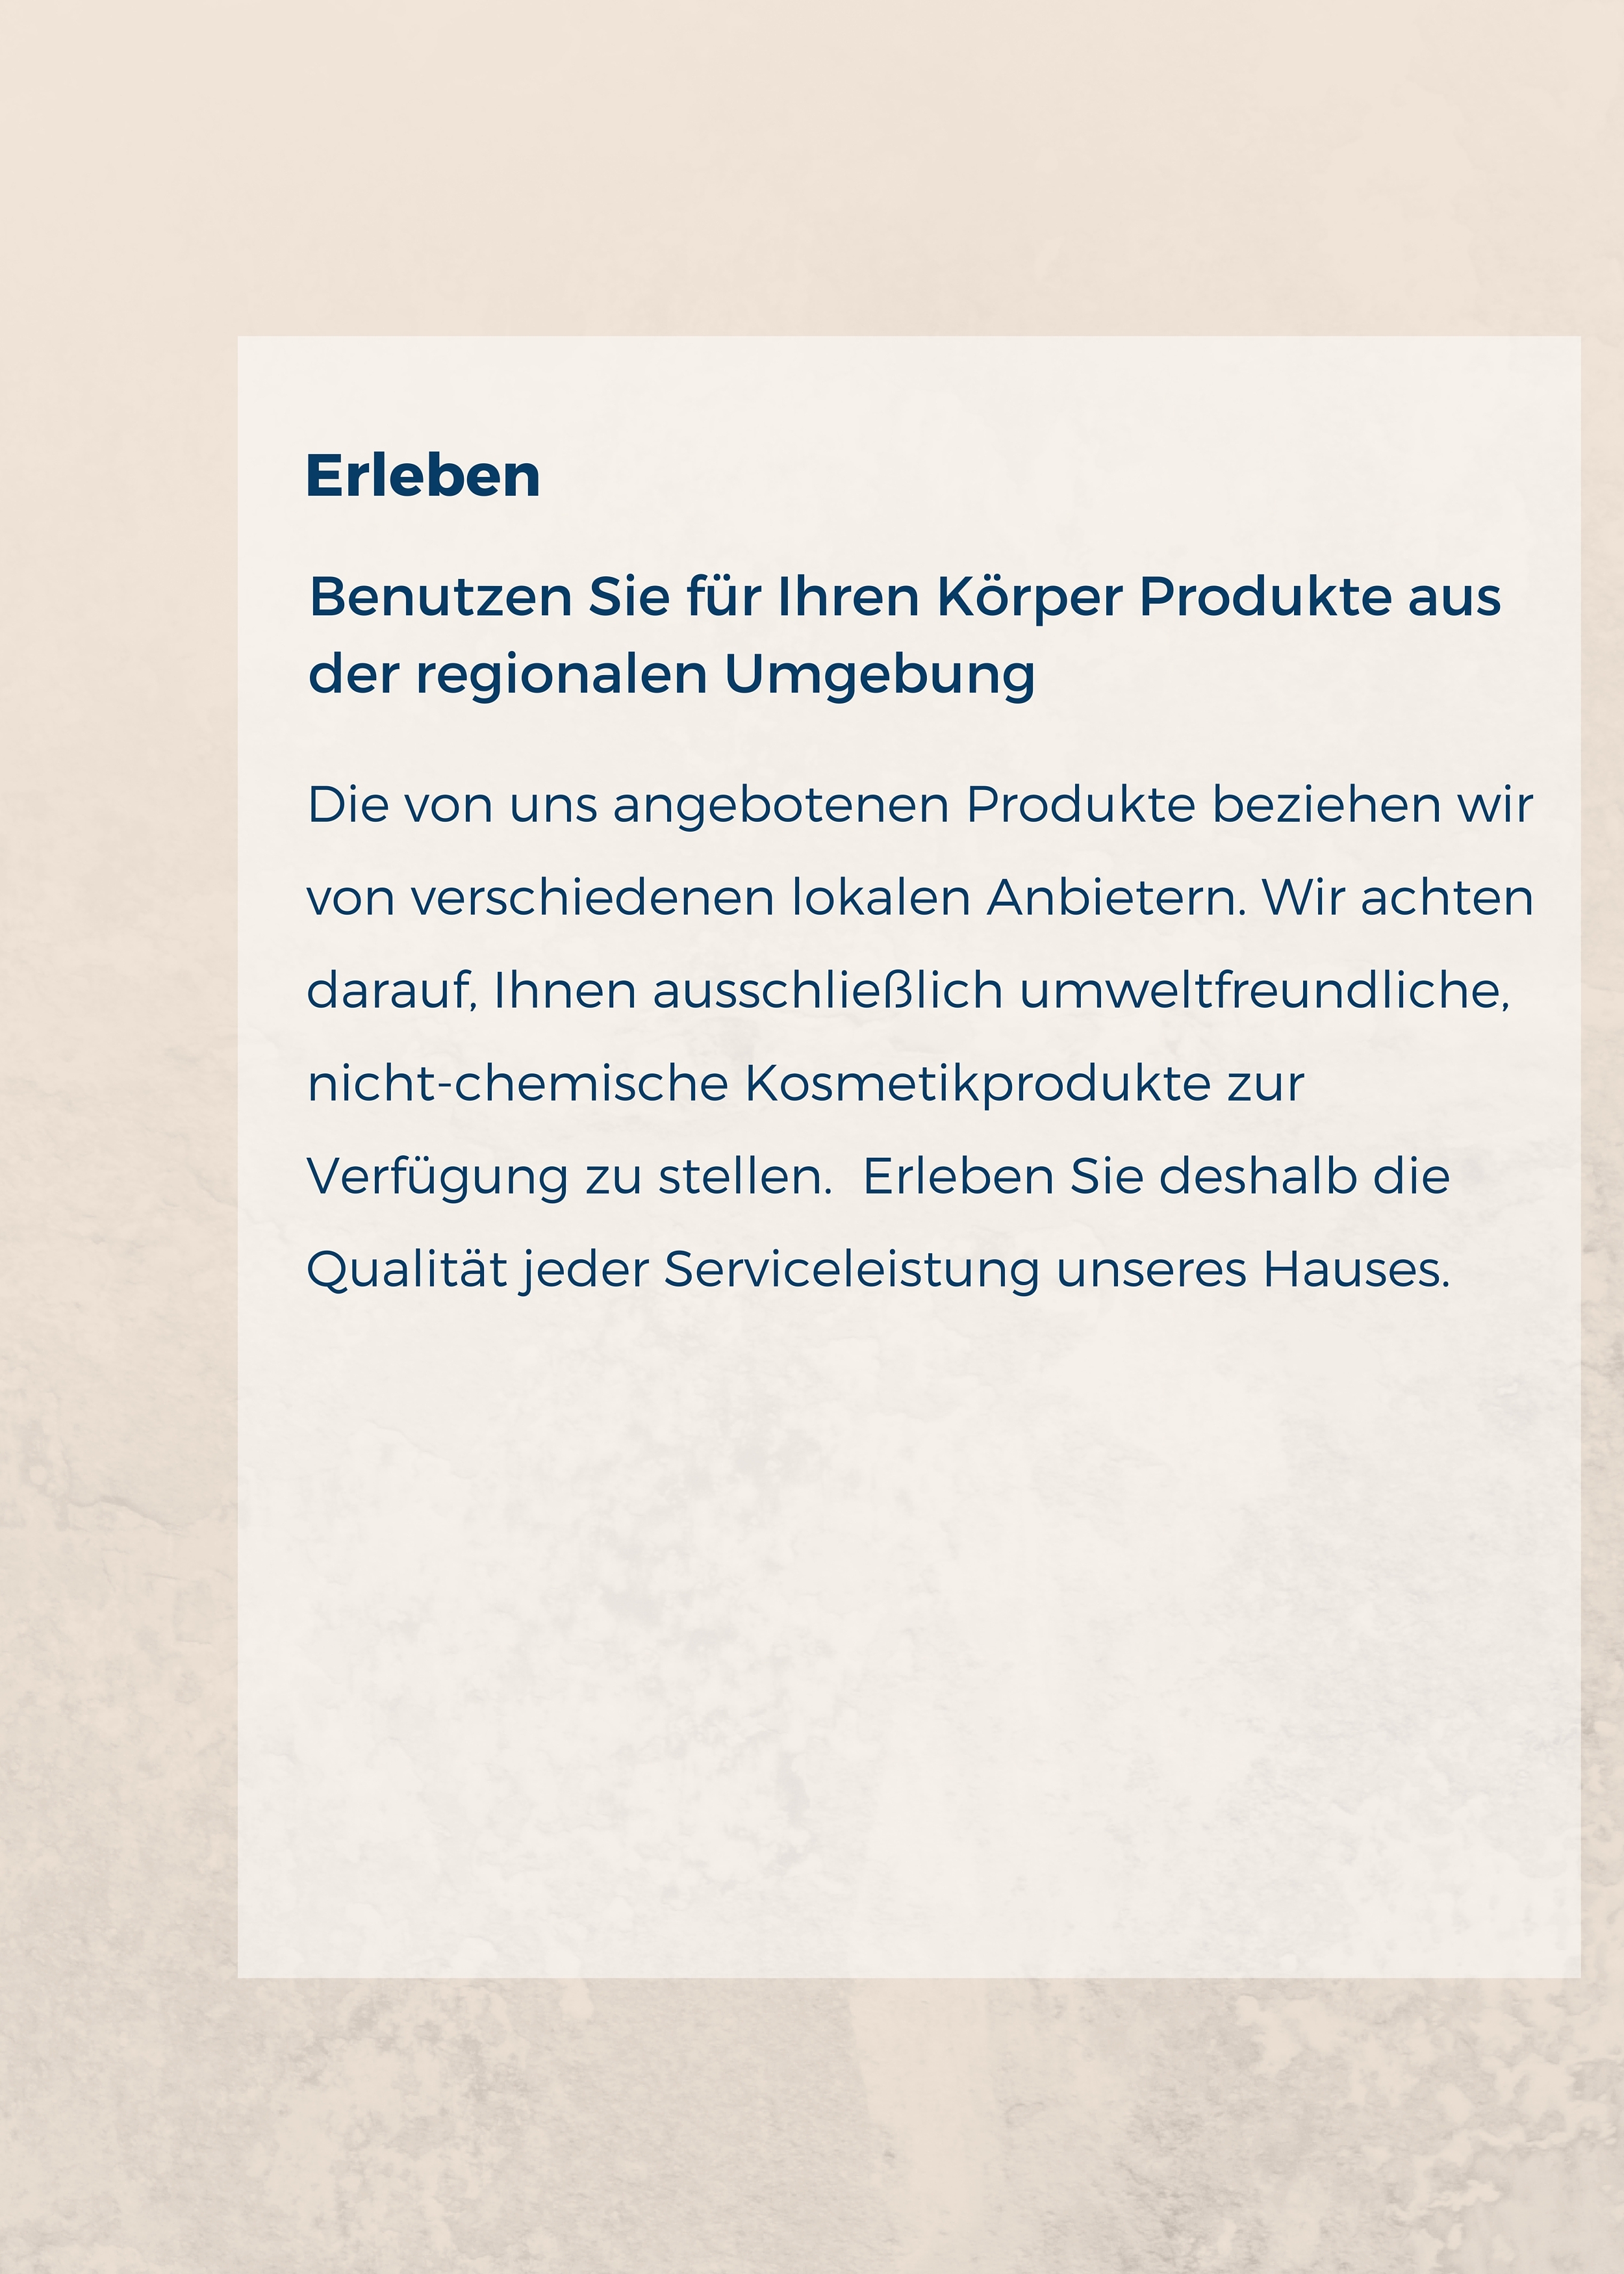 Erleben
Benutzen Sie für Ihren Körper Produkte aus
der regionalen Umgebung
Die von uns angebotenen Produkte beziehen wir
von verschiedenen lokalen Anbietern. Wir achten
darauf, Ihnen ausschließlich umweltfreundliche,
nicht-chemische Kosmetikprodukte zur
Verfügung zu stellen.  Erleben Sie deshalb die
Qualität jeder Serviceleistung unseres Hauses.